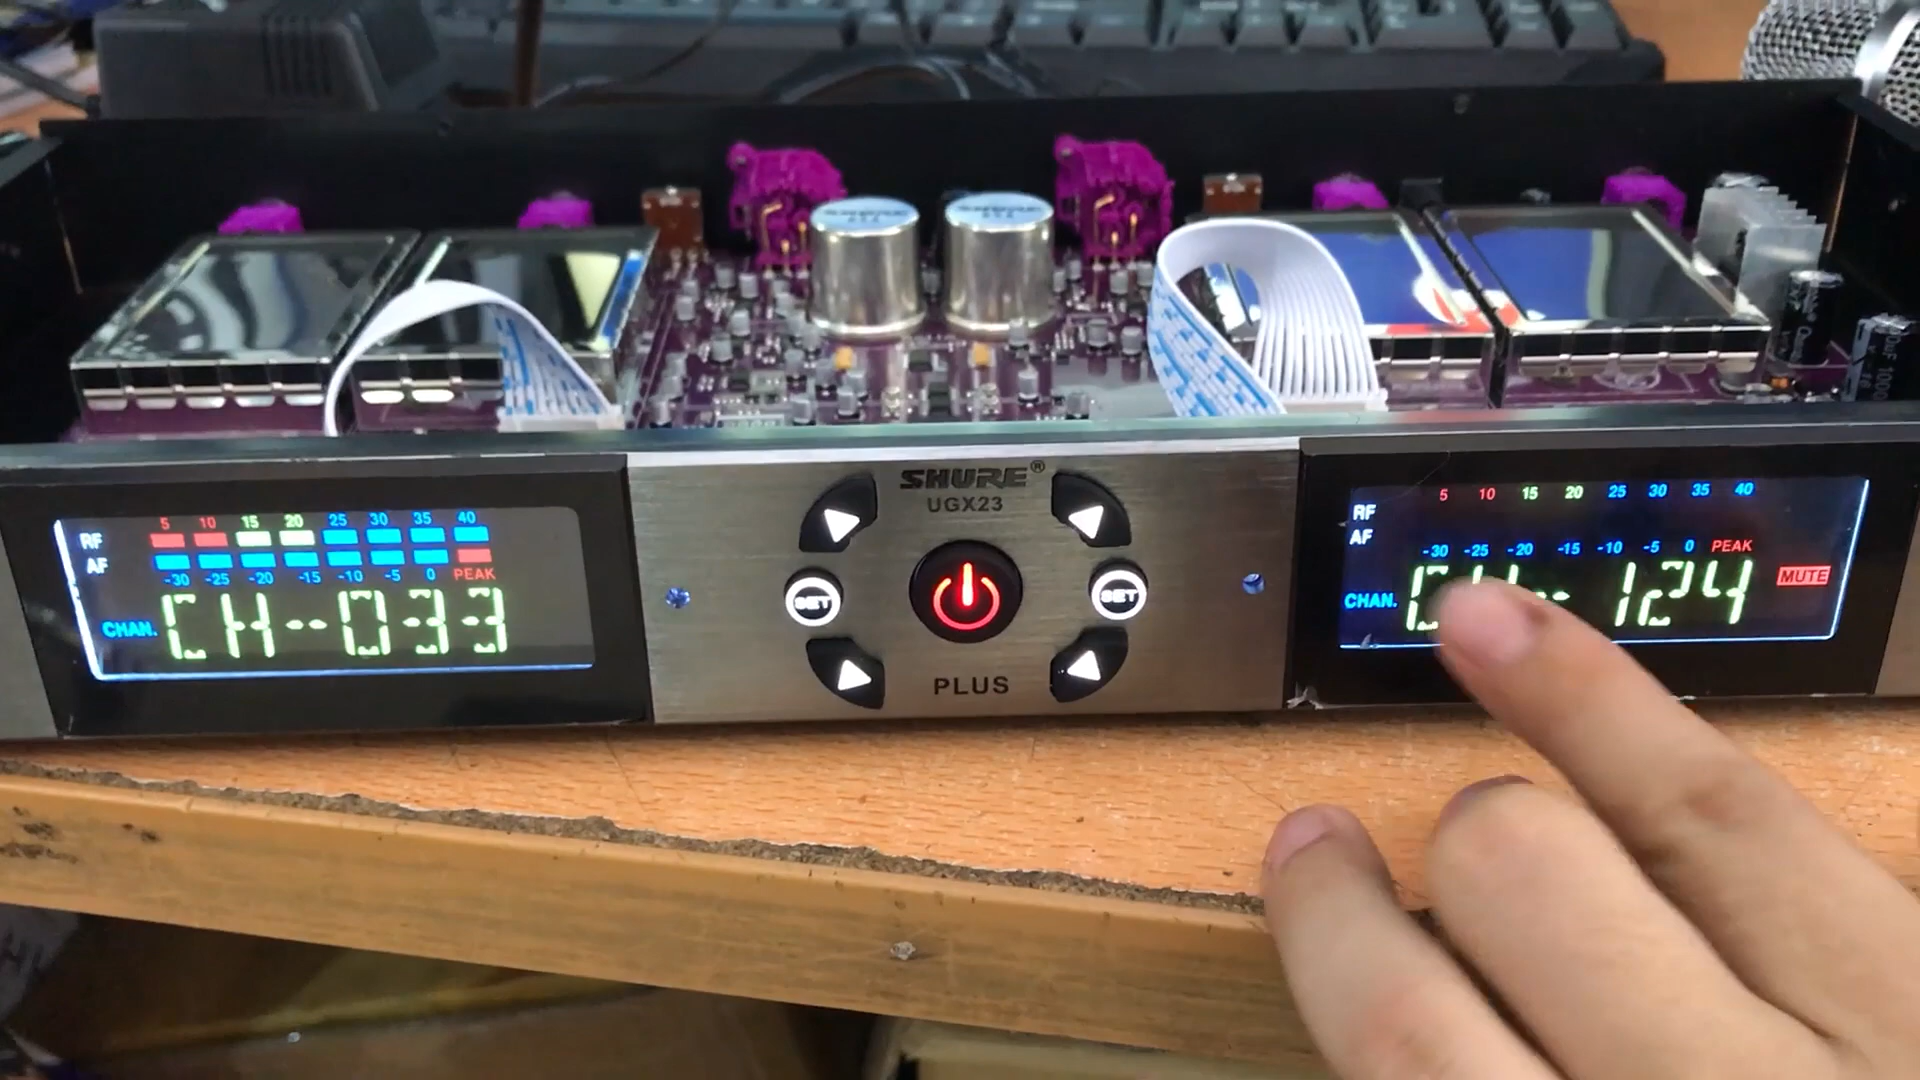 5 10 15 20 25 30 35 40
RF
AF
-30 -25 -20 -15 -10 -5 0 PEAK
CHAN. CH--033
SHURE®
UGX23
SET
SET
PLUS
5 10 15 20 25 30 35 40
RF
AF
-30 -25 -20 -15 -10 -5 0 PEAK
MUTE
CHAN. 124